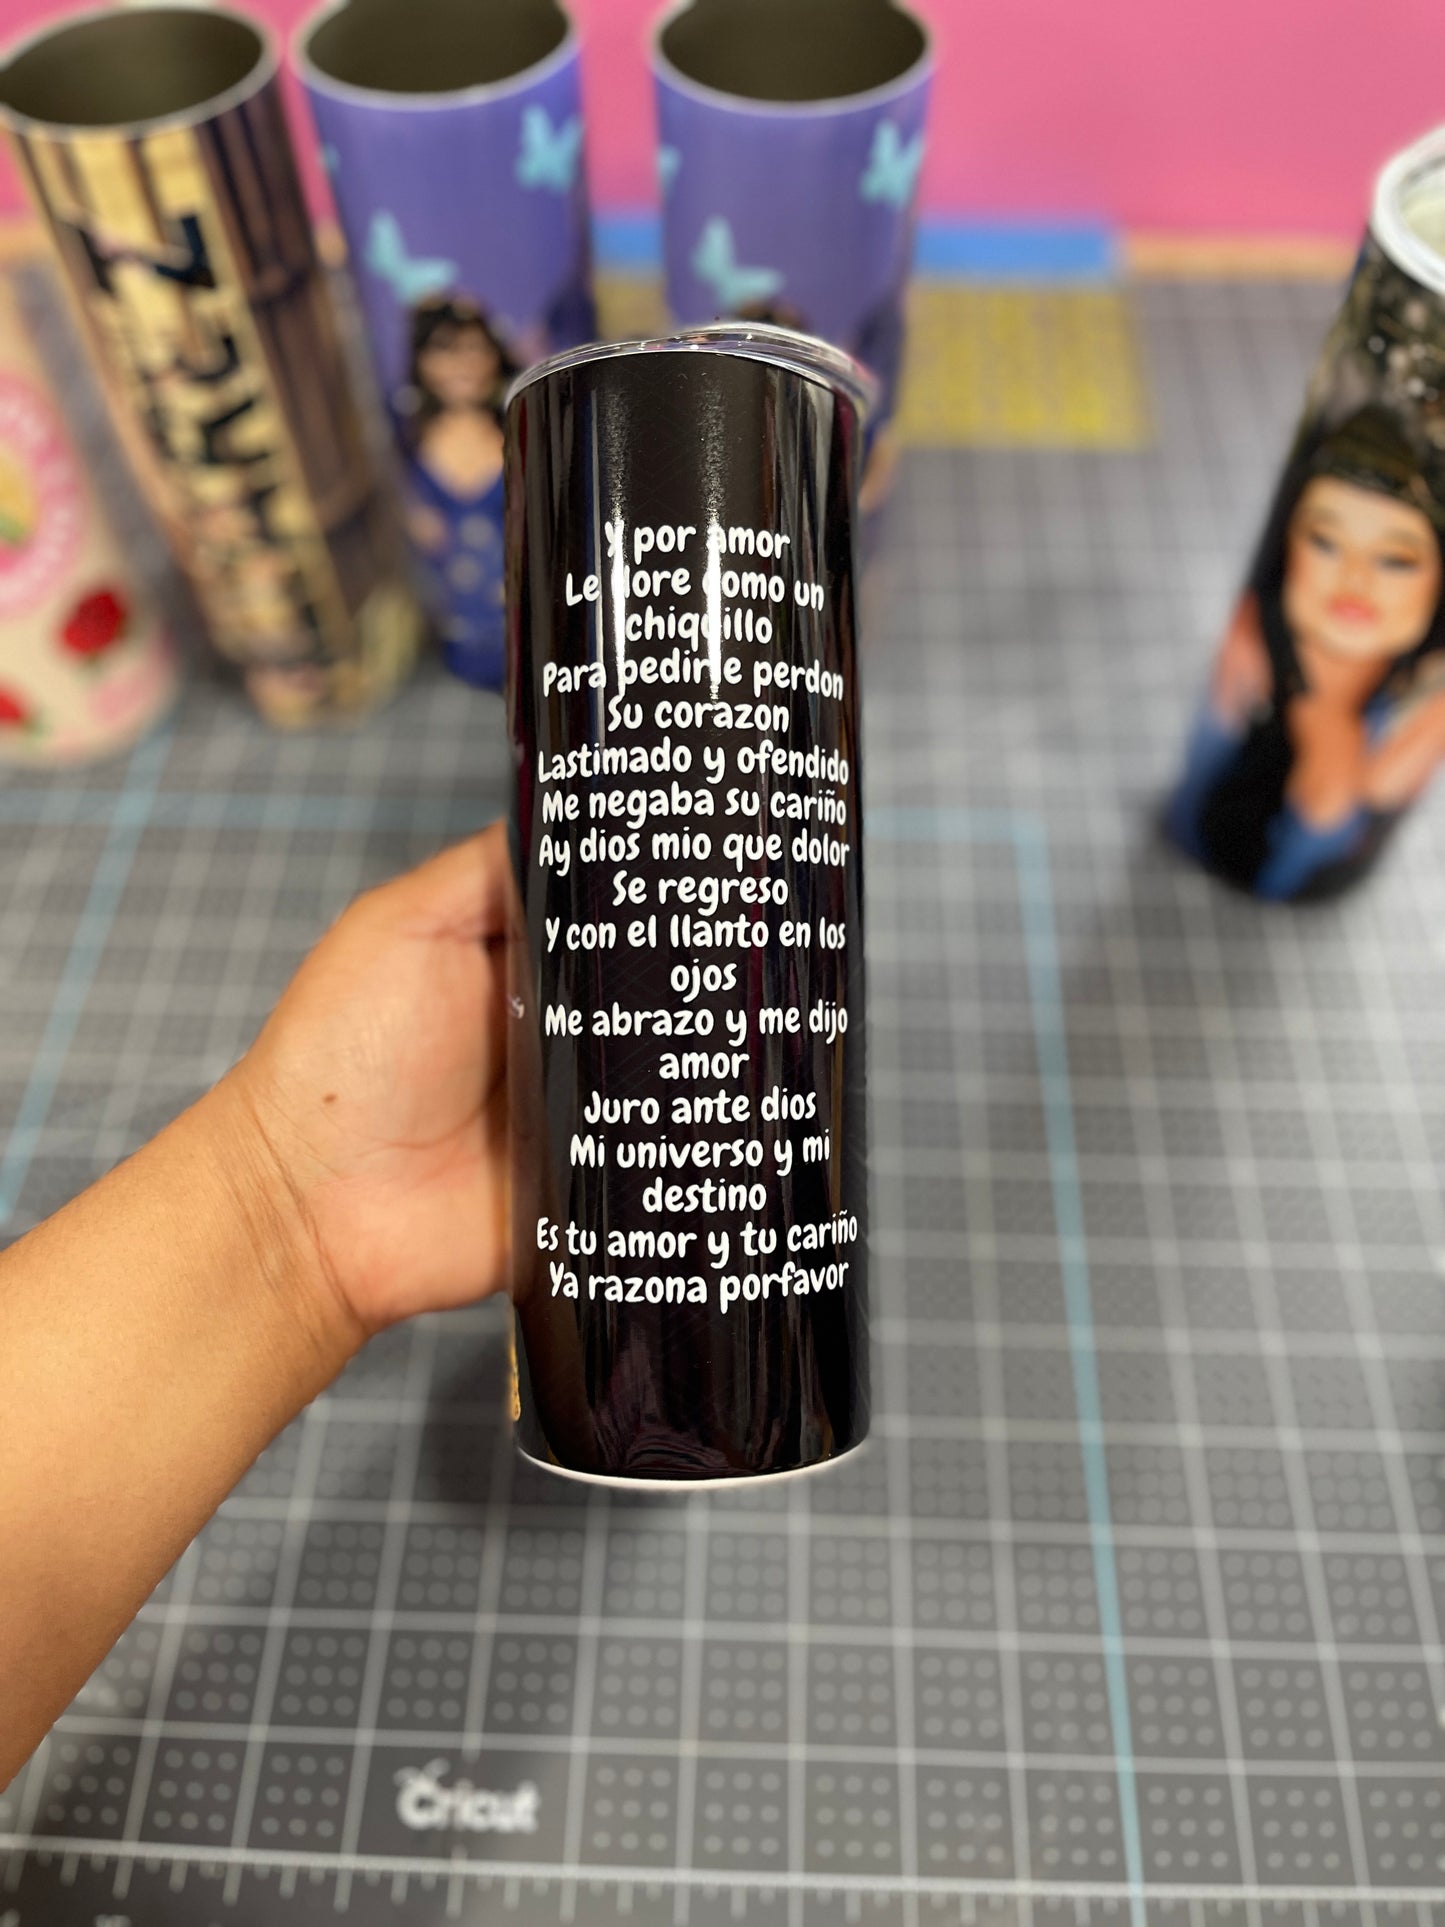 Y por amor
Le llore como un
chiquillo
Para pedirle perdon
Su corazon
Lastimado y ofendido
Me negaba su cariño
Ay dios mio que dolor
Se regreso
Y con el llanto en los
ojos
Me abrazo y me dijo
amor
Juro ante dios
Mi universo y mi
destino
Es tu amor y tu cariño
Ya razona porfavor
Cricut